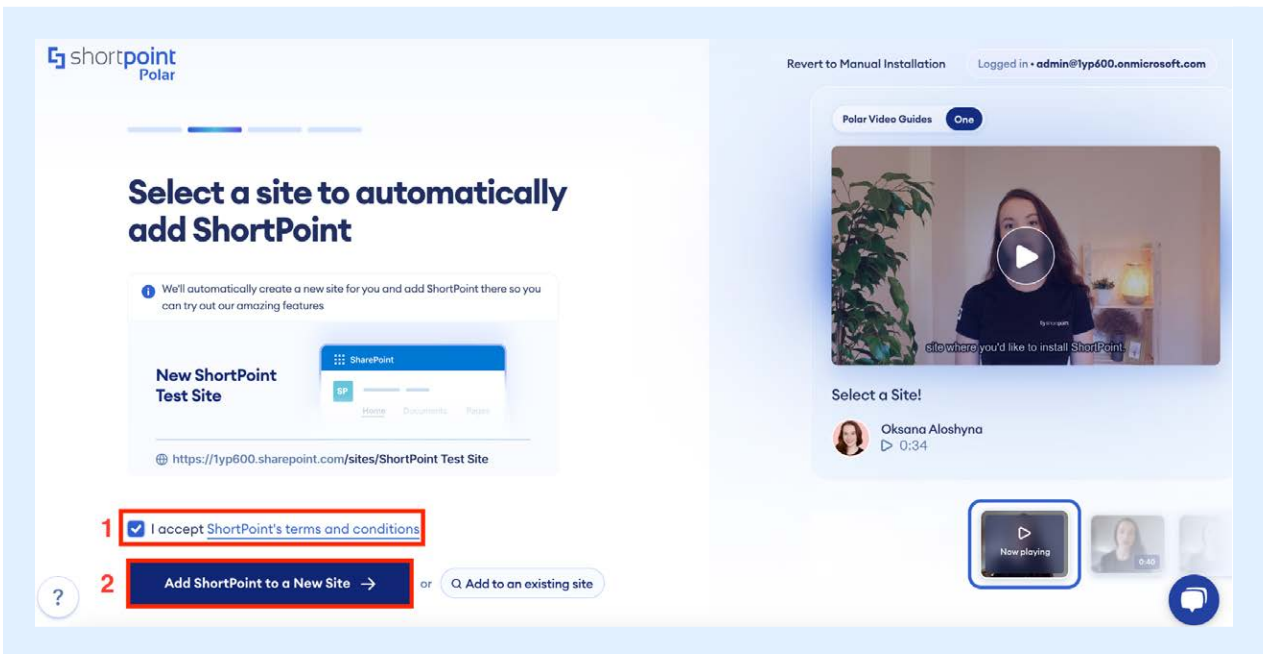 shortpoint
Polar
Revert to Manual Installation
Logged in • admin@1yp600.onmicrosoft.com
Select a site to automatically
add ShortPoint
We'll automatically create a new site for you and add ShortPoint there so you
can try out our amazing features
New ShortPoint
Test Site
SharePoint
SP
Home Documents Pages
https://1yp600.sharepoint.com/sites/ShortPoint Test Site
1
I accept ShortPoint's terms and conditions
2
Add ShortPoint to a New Site →
or
Add to an existing site
?
Polar Video Guides
One
shortpoint
site where you'd like to install ShortPoint.
Select a Site!
Oksana Aloshyna
0:34
Now playing
0:40